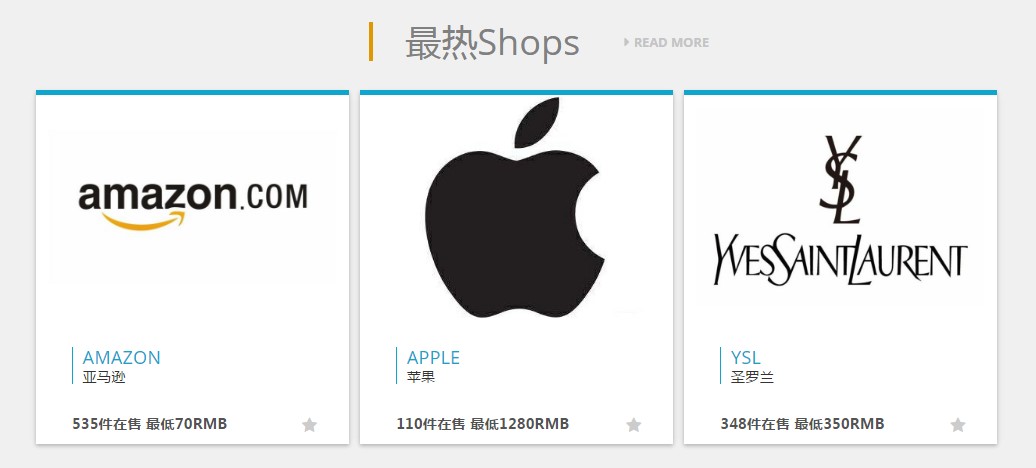 最热Shops
READ MORE
amazon.COM
YSL
YVESSAINTLAURENT
AMAZON
亚马逊
APPLE
苹果
YSL
圣罗兰
535件在售 最低70RMB
110件在售 最低1280RMB
348件在售 最低350RMB